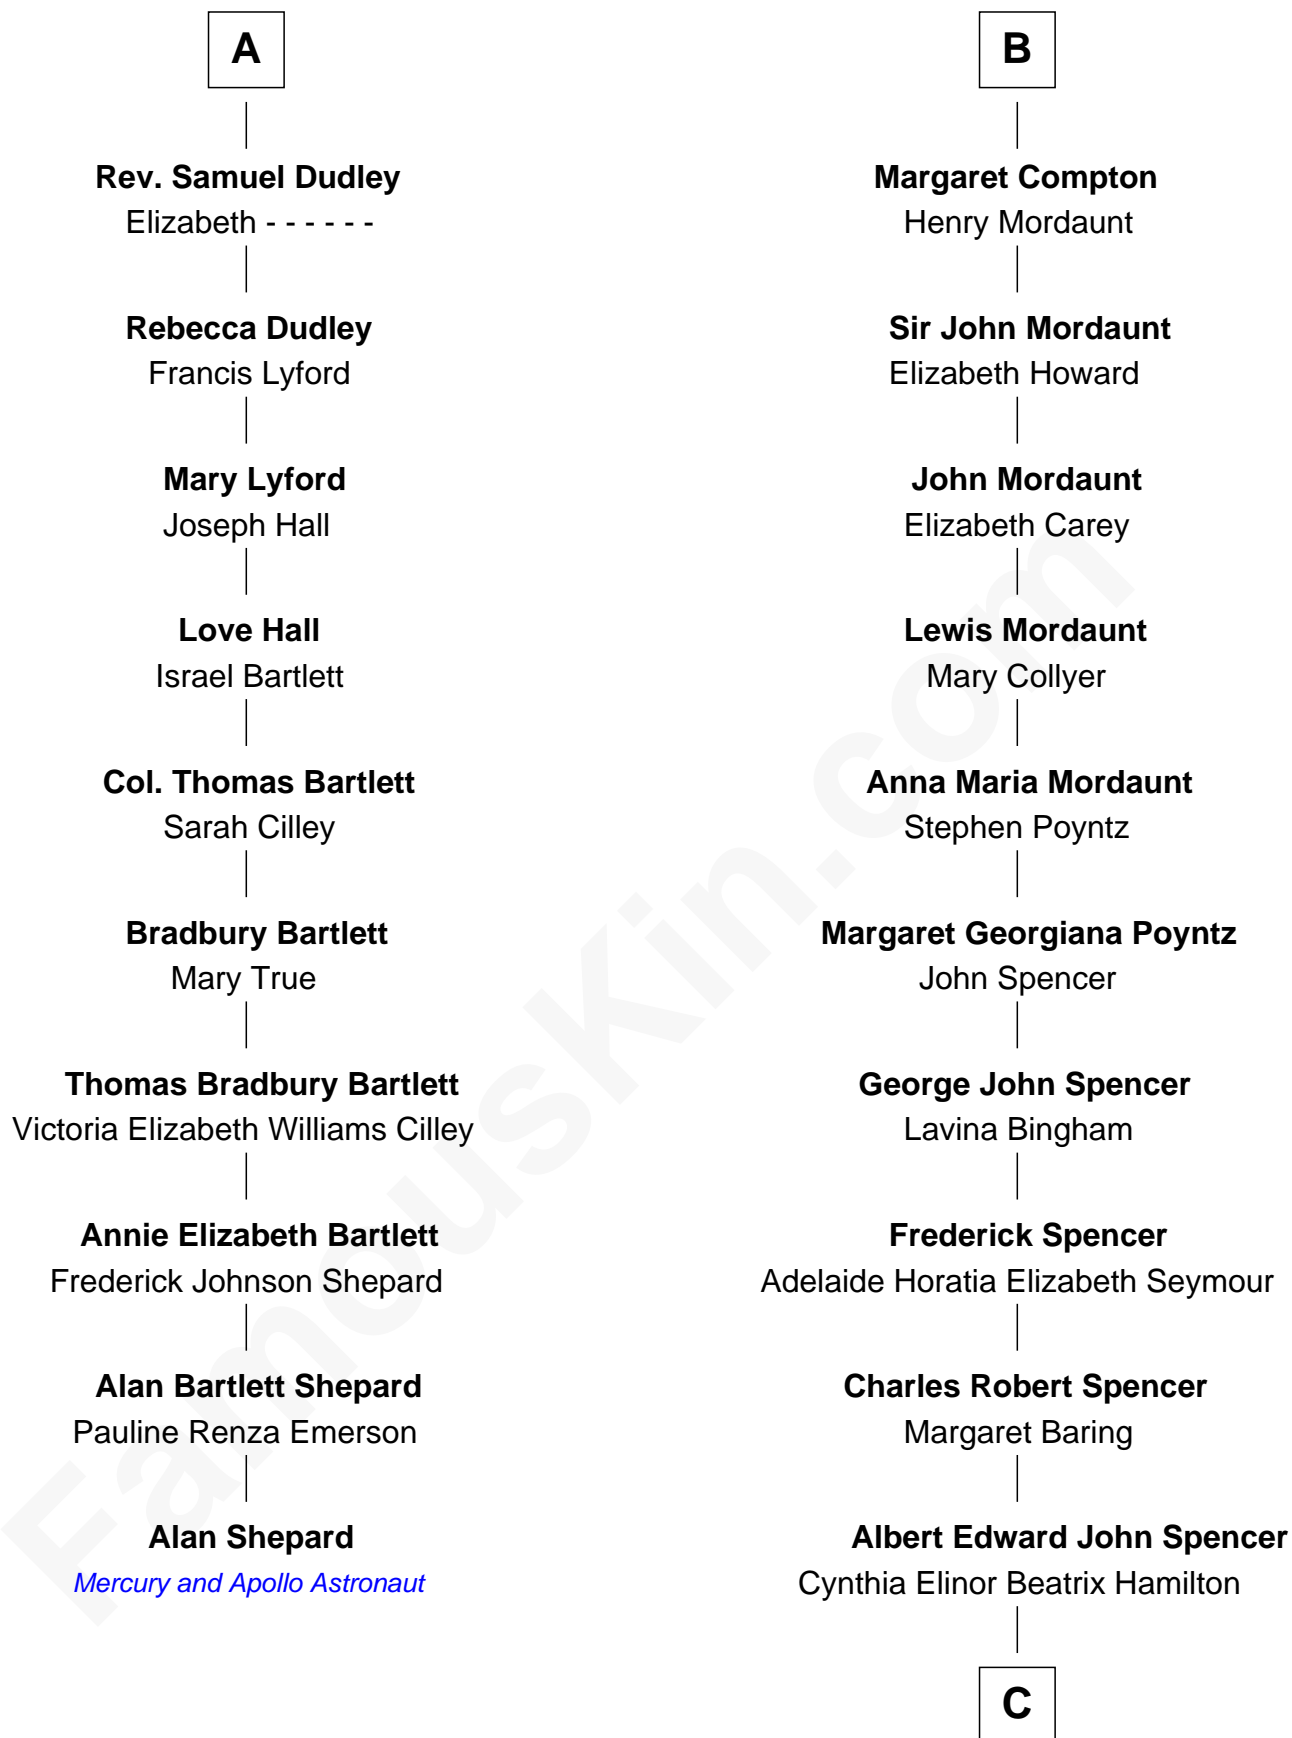 A
Rev. Samuel Dudley
Elizabeth - - - - - -
Rebecca Dudley
Francis Lyford
Mary Lyford
Joseph Hall
Love Hall
Israel Bartlett
Col. Thomas Bartlett
Sarah Cilley
Bradbury Bartlett
Mary True
Thomas Bradbury Bartlett
Victoria Elizabeth Williams Cilley
Annie Elizabeth Bartlett
Frederick Johnson Shepard
Alan Bartlett Shepard
Pauline Renza Emerson
Alan Shepard
Mercury and Apollo Astronaut
B
Margaret Compton
Henry Mordaunt
Sir John Mordaunt
Elizabeth Howard
John Mordaunt
Elizabeth Carey
Lewis Mordaunt
Mary Collyer
Anna Maria Mordaunt
Stephen Poyntz
Margaret Georgiana Poyntz
John Spencer
George John Spencer
Lavina Bingham
Frederick Spencer
Adelaide Horatia Elizabeth Seymour
Charles Robert Spencer
Margaret Baring
Albert Edward John Spencer
Cynthia Elinor Beatrix Hamilton
C
FamousKin.com